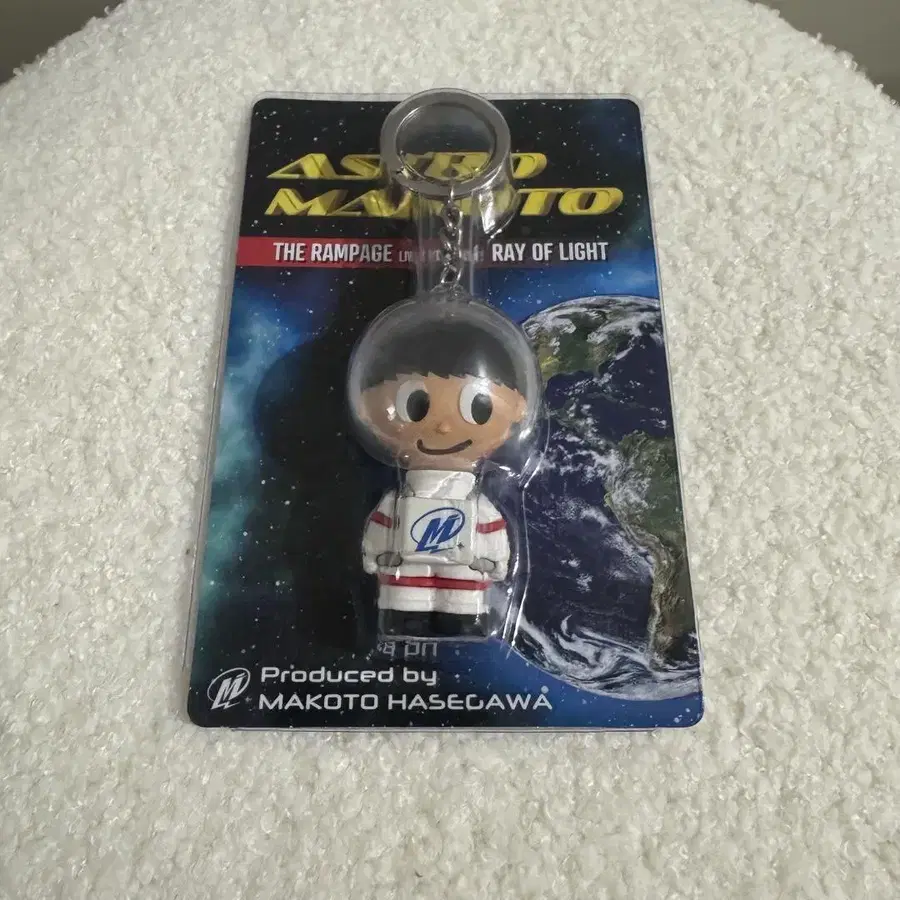 ASTRO
MAKOTO
THE RAMPAGE RAY OF LIGHT
M
M
Produced by
MAKOTO HASEGAWA